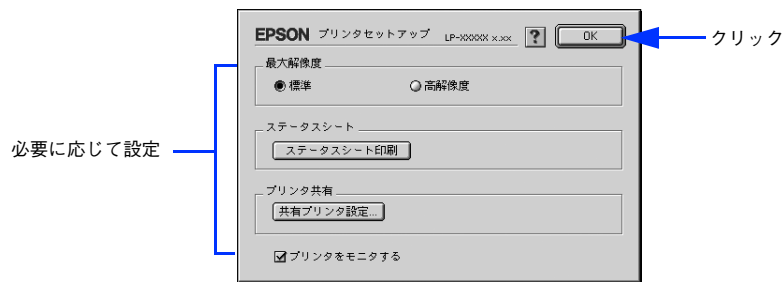 EPSON プリンタセットアップ LP-XXXXX x.xx ? OK
クリック
最大解像度
標準 高解像度
ステータスシート
ステータスシート印刷
必要に応じて設定
プリンタ共有
共有プリンタ設定...
プリンタをモニタする